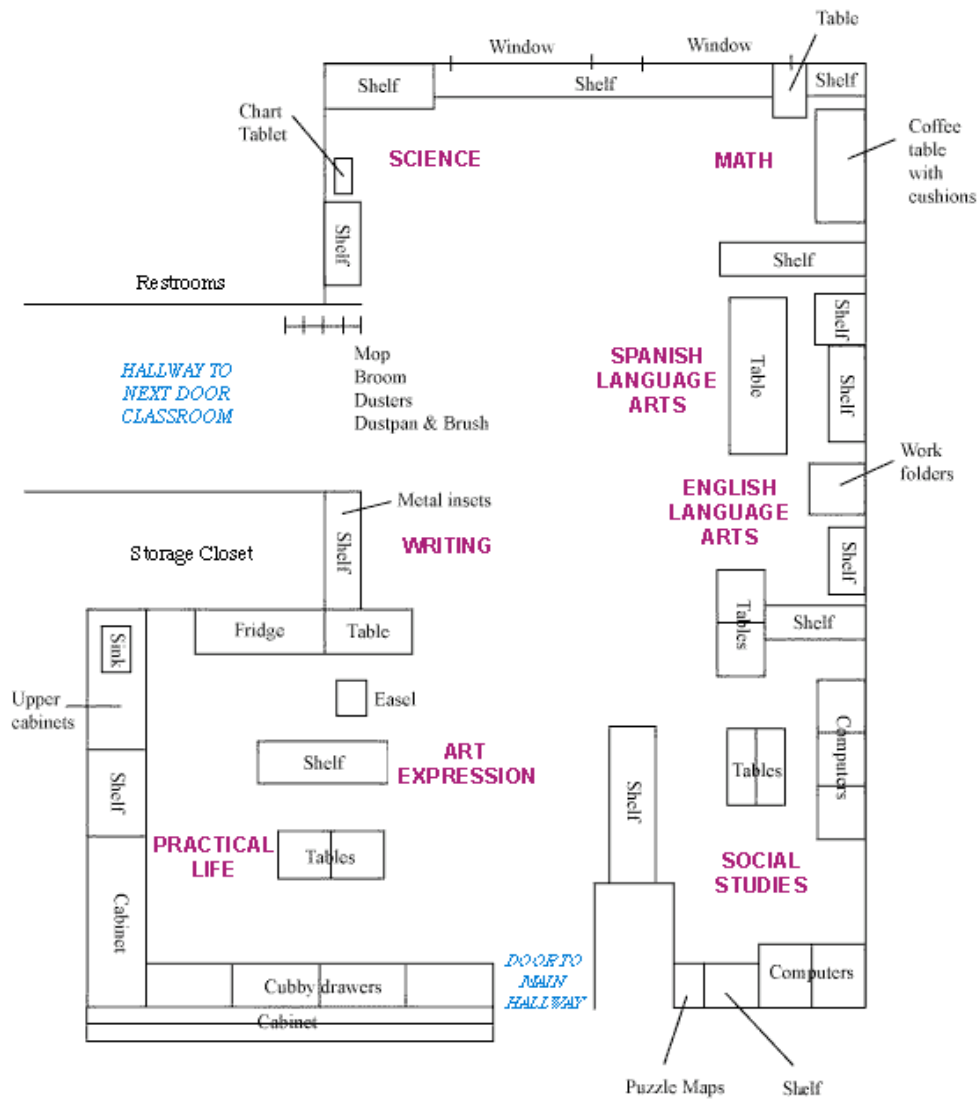 Table
Window
Window
Shelf
Shelf
Shelf
Chart
Tablet
SCIENCE
MATH
Coffee
table
with
cushions
Shelf
Shelf
Restrooms
Shelf
Mop
Broom
Dusters
Dustpan & Brush
HALLWAY TO
NEXT DOOR
CLASSROOM
SPANISH
LANGUAGE
ARTS
Table
Shelf
Work
folders
Metal insets
ENGLISH
LANGUAGE
ARTS
Storage Closet
Shelf
WRITING
Shelf
Tables
Shelf
Sink
Fridge
Table
Upper
cabinets
Easel
Shelf
ART
EXPRESSION
Shelf
Shelf
Tables
Computers
PRACTICAL
LIFE
Tables
SOCIAL
STUDIES
Cabinet
Cubby drawers
DOOR TO
MAIN
HALLWAY
Computers
Cabinet
Puzzle Maps
Shelf